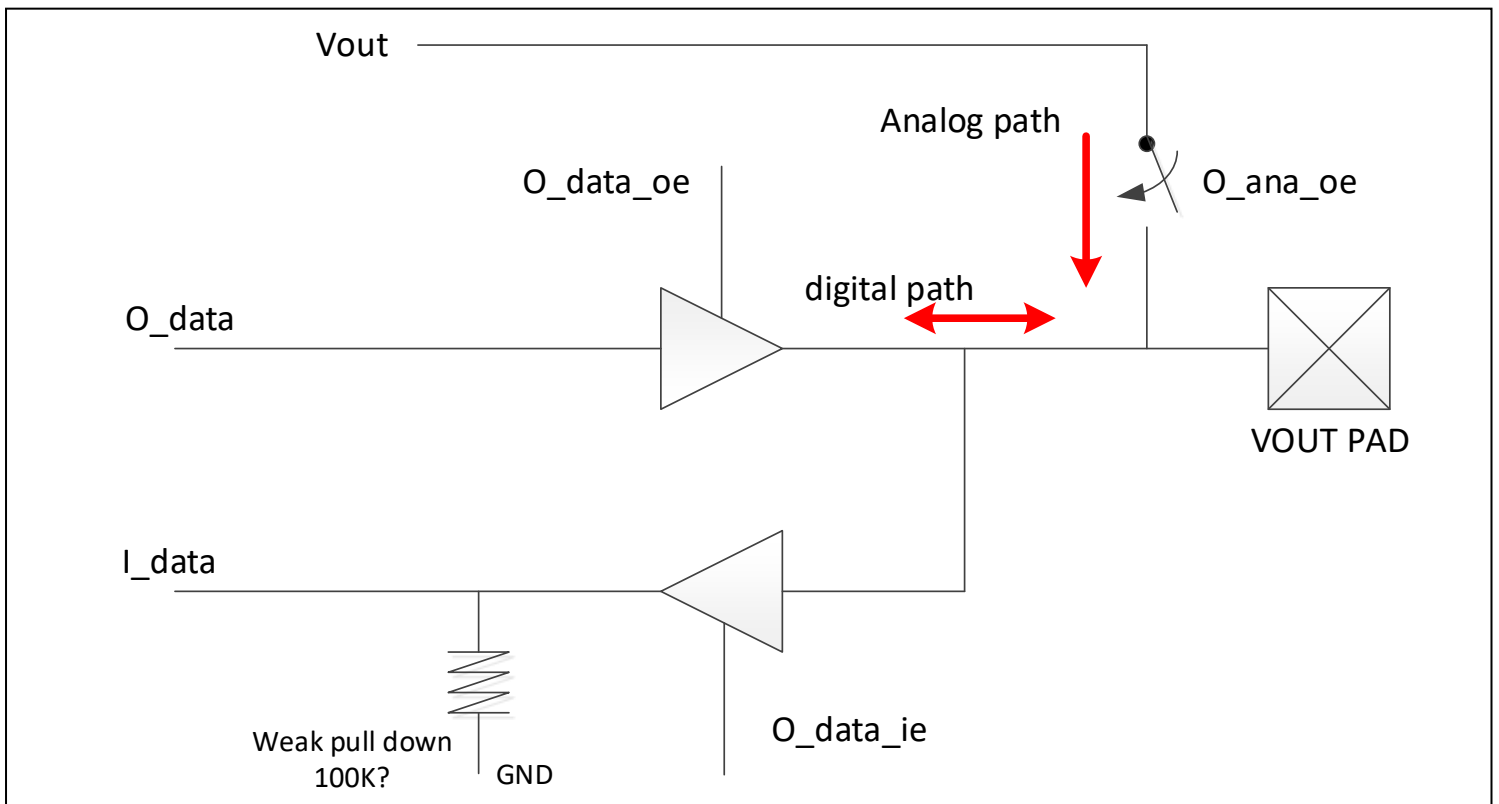 Vout
Analog path
O_data_oe
O_ana_oe
digital path
O_data
VOUT PAD
I_data
O_data_ie
Weak pull down
100K?
GND